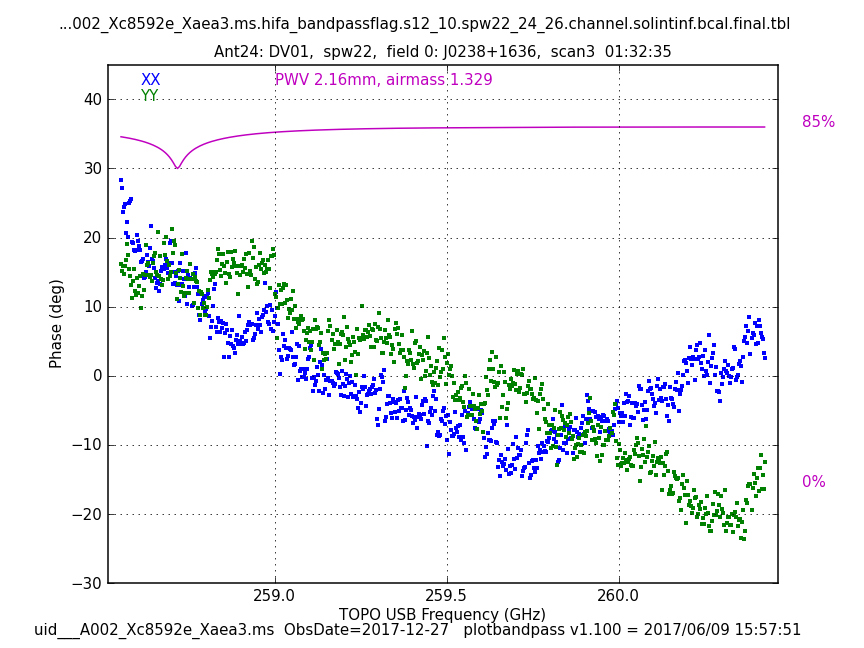 ...002_Xc8592e_Xaea3.ms.hifa_bandpassflag.s12_10.spw22_24_26.channel.solintinf.bcal.final.tbl
Ant24: DV01,  spw22,  field 0: J0238+1636,  scan3  01:32:35
XX
YY
PWV 2.16mm, airmass 1.329
85%
0%
40
30
20
10
0
−10
−20
−30
Phase (deg)
259.0
259.5
260.0
TOPO USB Frequency (GHz)
uid___A002_Xc8592e_Xaea3.ms  ObsDate=2017-12-27   plotbandpass v1.100 = 2017/06/09 15:57:51